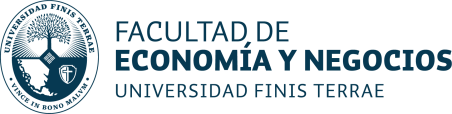 UNIVERSIDAD FINIS TERRAE
VINCE IN BONO MALVM
FACULTAD DE
ECONOMÍA Y NEGOCIOS
UNIVERSIDAD FINIS TERRAE